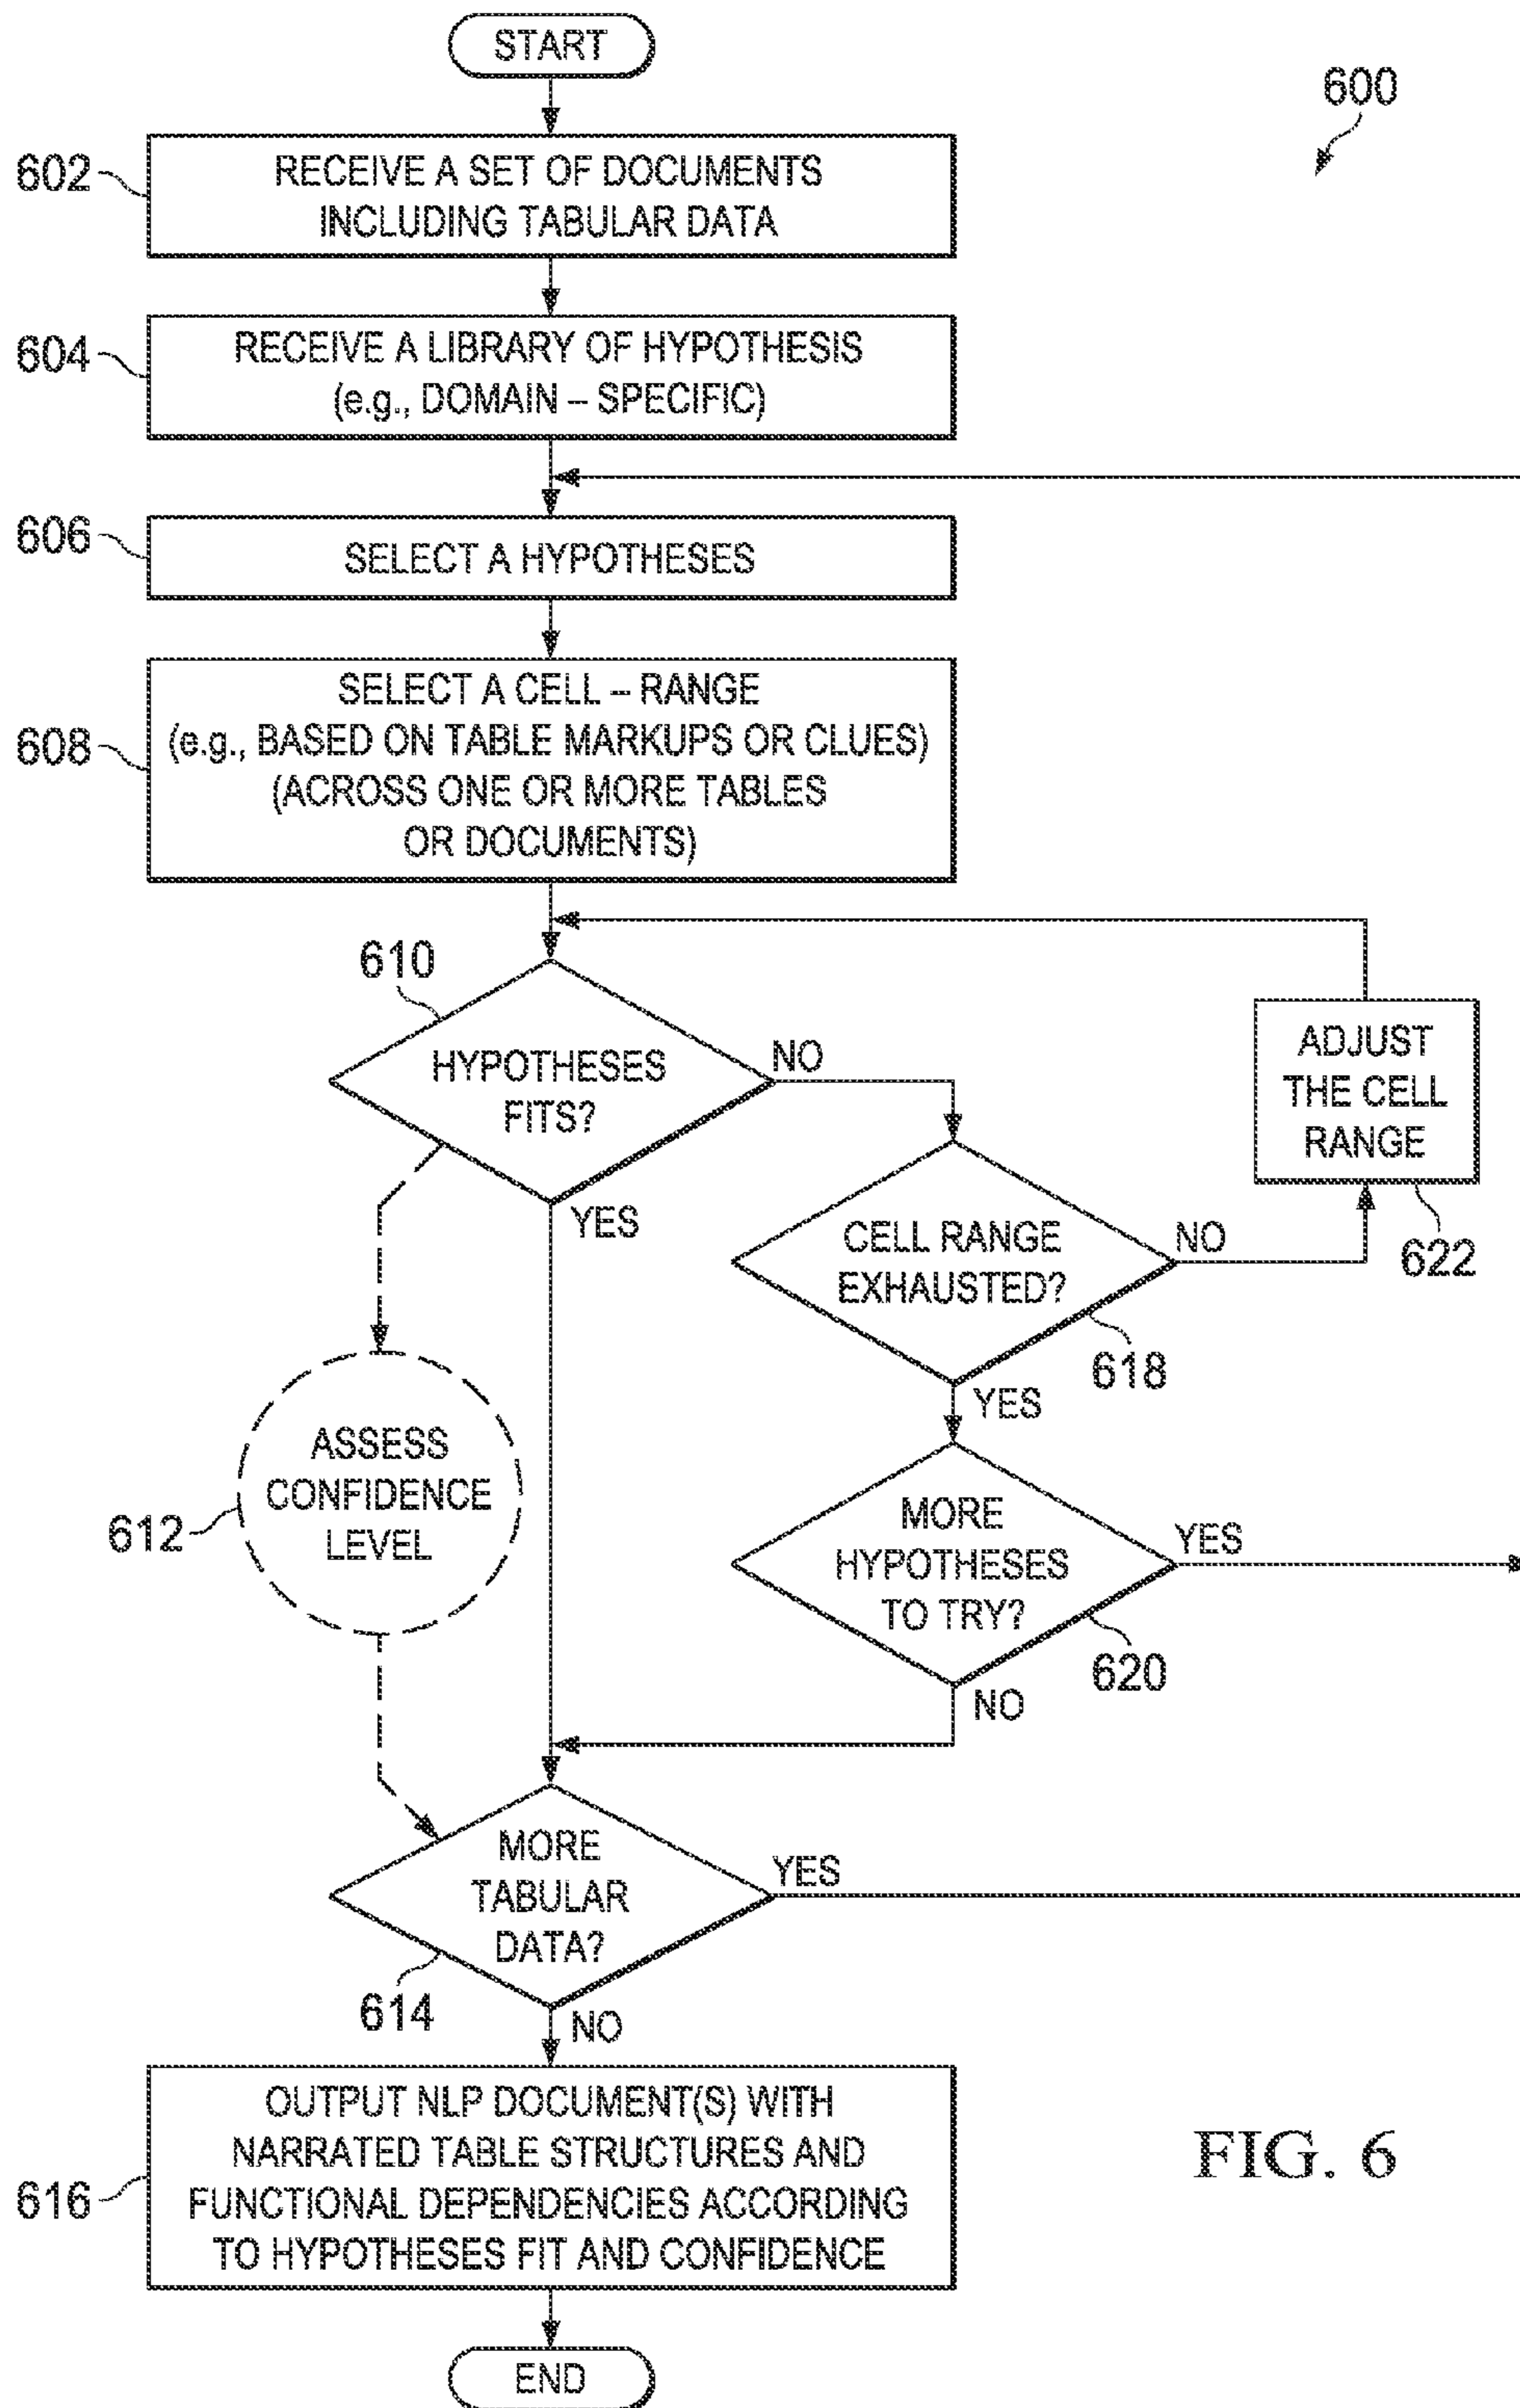 START
600
602
RECEIVE A SET OF DOCUMENTS
INCLUDING TABULAR DATA
604
RECEIVE A LIBRARY OF HYPOTHESIS
(e.g., DOMAIN – SPECIFIC)
606
SELECT A HYPOTHESES
608
SELECT A CELL – RANGE
(e.g., BASED ON TABLE MARKUPS OR CLUES)
(ACROSS ONE OR MORE TABLES
OR DOCUMENTS)
610
HYPOTHESES
FITS?
NO
YES
ADJUST
THE CELL
RANGE
622
CELL RANGE
EXHAUSTED?
NO
618
YES
612
ASSESS
CONFIDENCE
LEVEL
MORE
HYPOTHESES
TO TRY?
YES
620
NO
MORE
TABULAR
DATA?
YES
614
NO
616
OUTPUT NLP DOCUMENT(S) WITH
NARRATED TABLE STRUCTURES AND
FUNCTIONAL DEPENDENCIES ACCORDING
TO HYPOTHESES FIT AND CONFIDENCE
FIG. 6
END